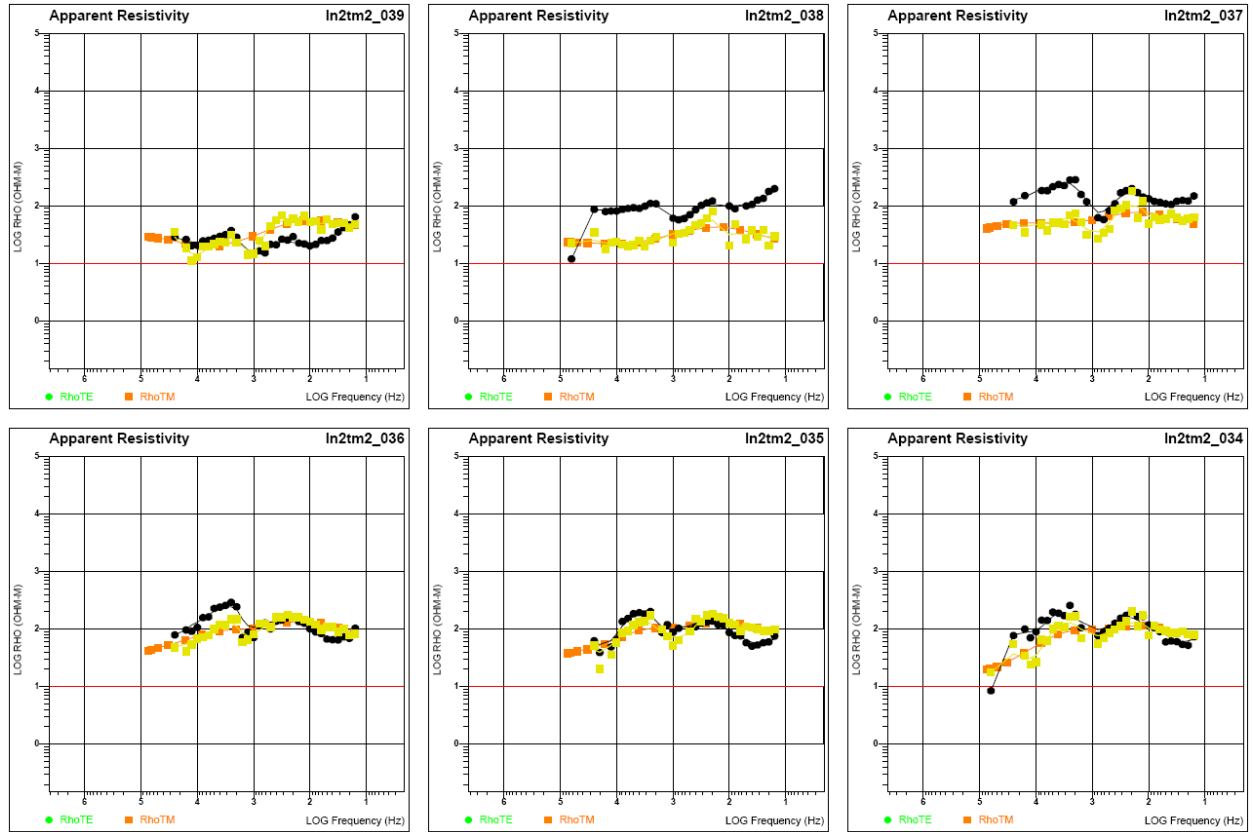 Apparent Resistivity ln2tm2_039
5
4
3
2
1
0
LOG RHO (OHM-M)
6 5 4 3 2 1
RhoTE RhoTM LOG Frequency (Hz)
Apparent Resistivity ln2tm2_038
5
4
3
2
1
0
LOG RHO (OHM-M)
6 5 4 3 2 1
RhoTE RhoTM LOG Frequency (Hz)
Apparent Resistivity ln2tm2_037
5
4
3
2
1
0
LOG RHO (OHM-M)
6 5 4 3 2 1
RhoTE RhoTM LOG Frequency (Hz)
Apparent Resistivity ln2tm2_036
5
4
3
2
1
0
LOG RHO (OHM-M)
6 5 4 3 2 1
RhoTE RhoTM LOG Frequency (Hz)
Apparent Resistivity ln2tm2_035
5
4
3
2
1
0
LOG RHO (OHM-M)
6 5 4 3 2 1
RhoTE RhoTM LOG Frequency (Hz)
Apparent Resistivity ln2tm2_034
5
4
3
2
1
0
LOG RHO (OHM-M)
6 5 4 3 2 1
RhoTE RhoTM LOG Frequency (Hz)